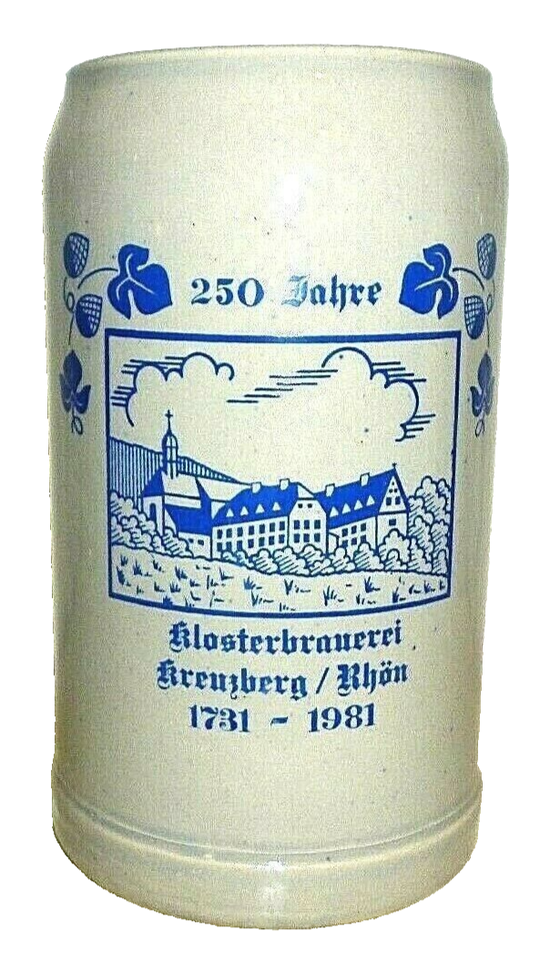 250 Jahre
Klosterbrauerei
Kreuzberg / Rhön
1731 - 1981